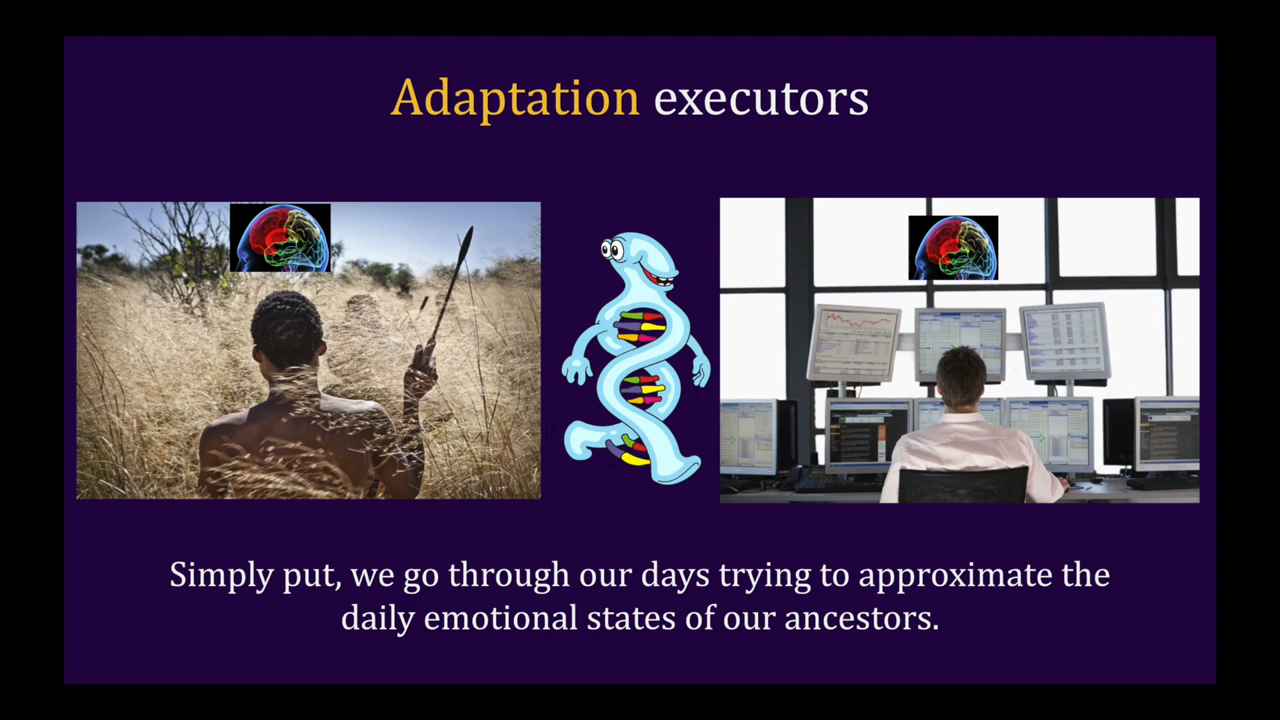 Adaptation executors
Simply put, we go through our days trying to approximate the
daily emotional states of our ancestors.